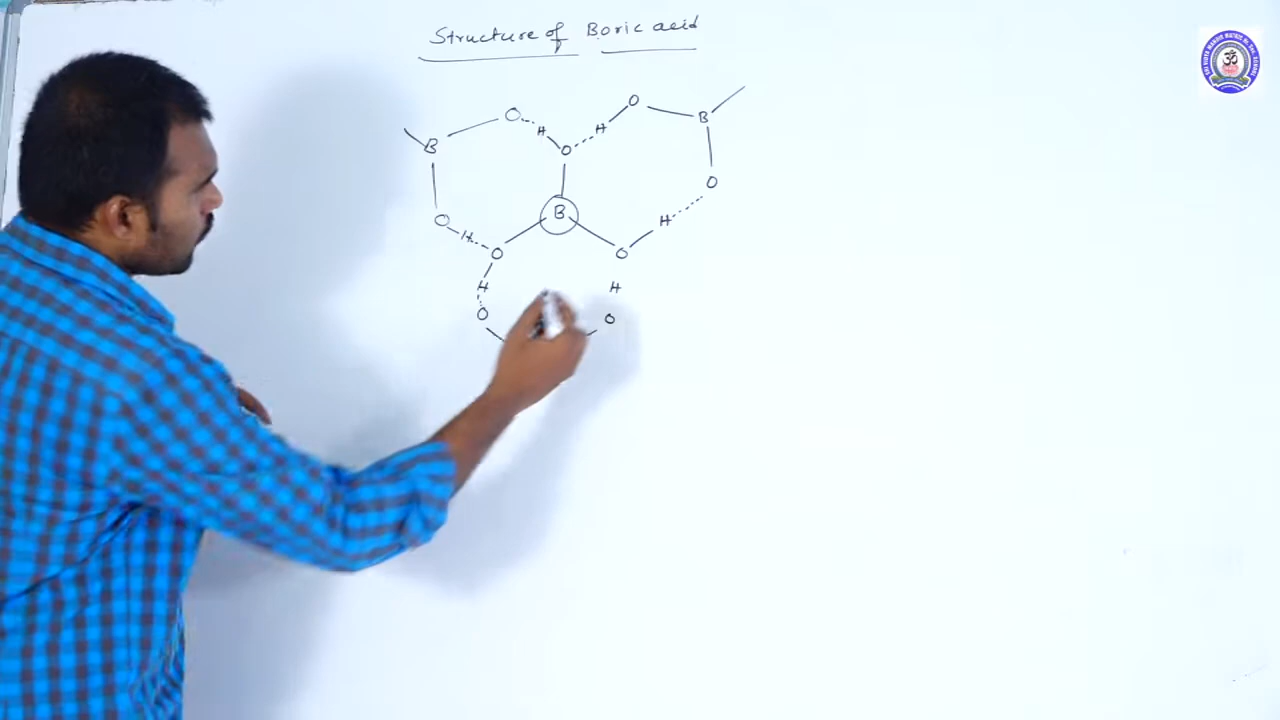 Structure of Boric acid
O O B
H H
B O
O
B
O H H
O O
H H
O O